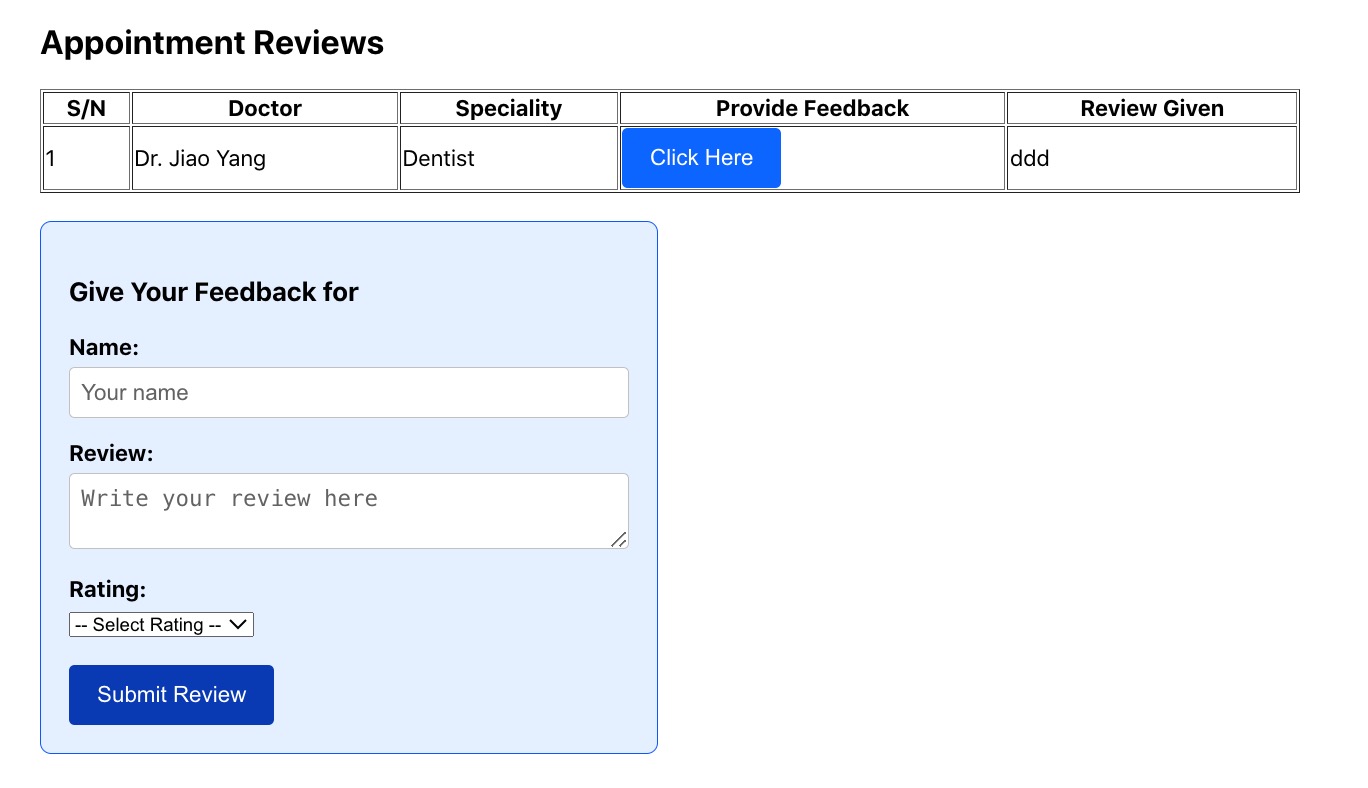 Appointment Reviews
S/N Doctor Speciality Provide Feedback Review Given
1 Dr. Jiao Yang Dentist Click Here ddd
Give Your Feedback for
Name:
Your name
Review:
Write your review here
Rating:
-- Select Rating --
Submit Review